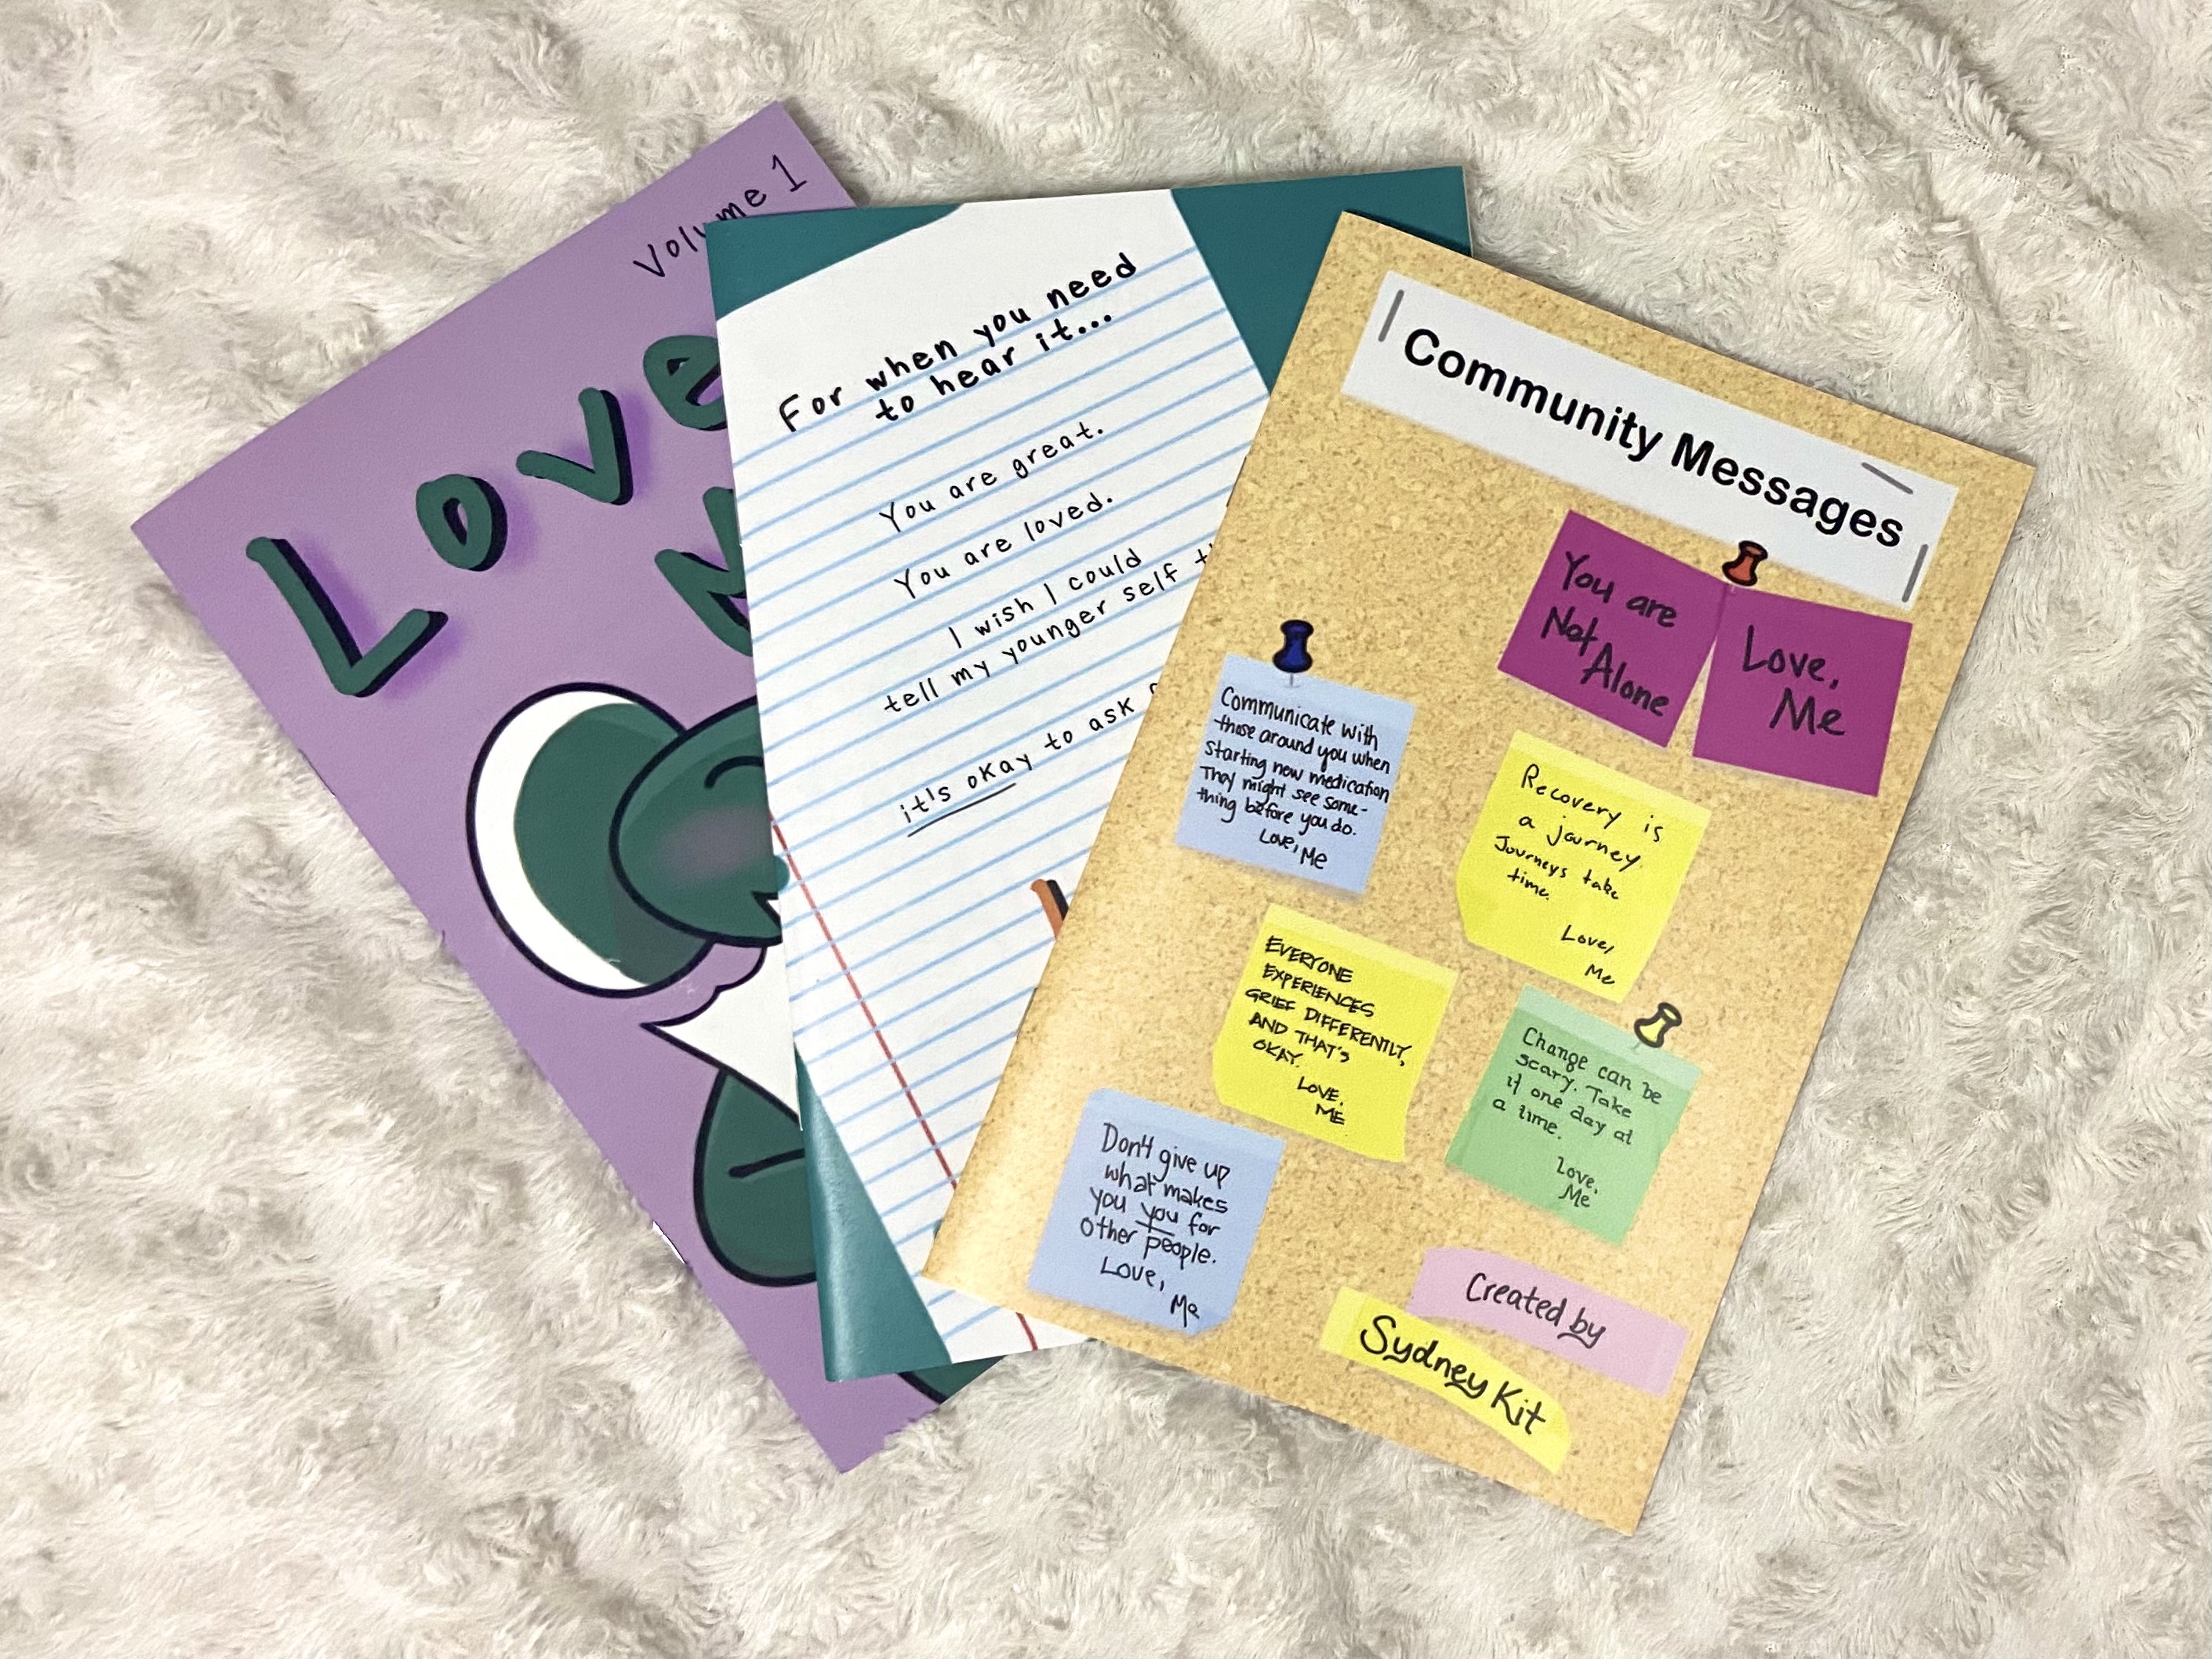 Volume 1
Love
For when you need
to hear it...
You are great.
You are loved.
I wish I could
tell my younger self
it's okay to ask
Community Messages
You are
Not
Alone
Love,
Me
Communicate with
those around you when
starting new medication
They might see some-
thing before you do.
Love, Me
Recovery is
a journey.
Journeys take
time.
Love,
Me
EVERYONE
EXPERIENCES
GRIEF DIFFERENTLY,
AND THAT'S
OKAY.
LOVE,
ME
Change can be
scary. Take
it one day at
a time.
Love,
Me
Don't give up
what makes
you you for
other people.
Love,
Me
Created by
Sydney Kit